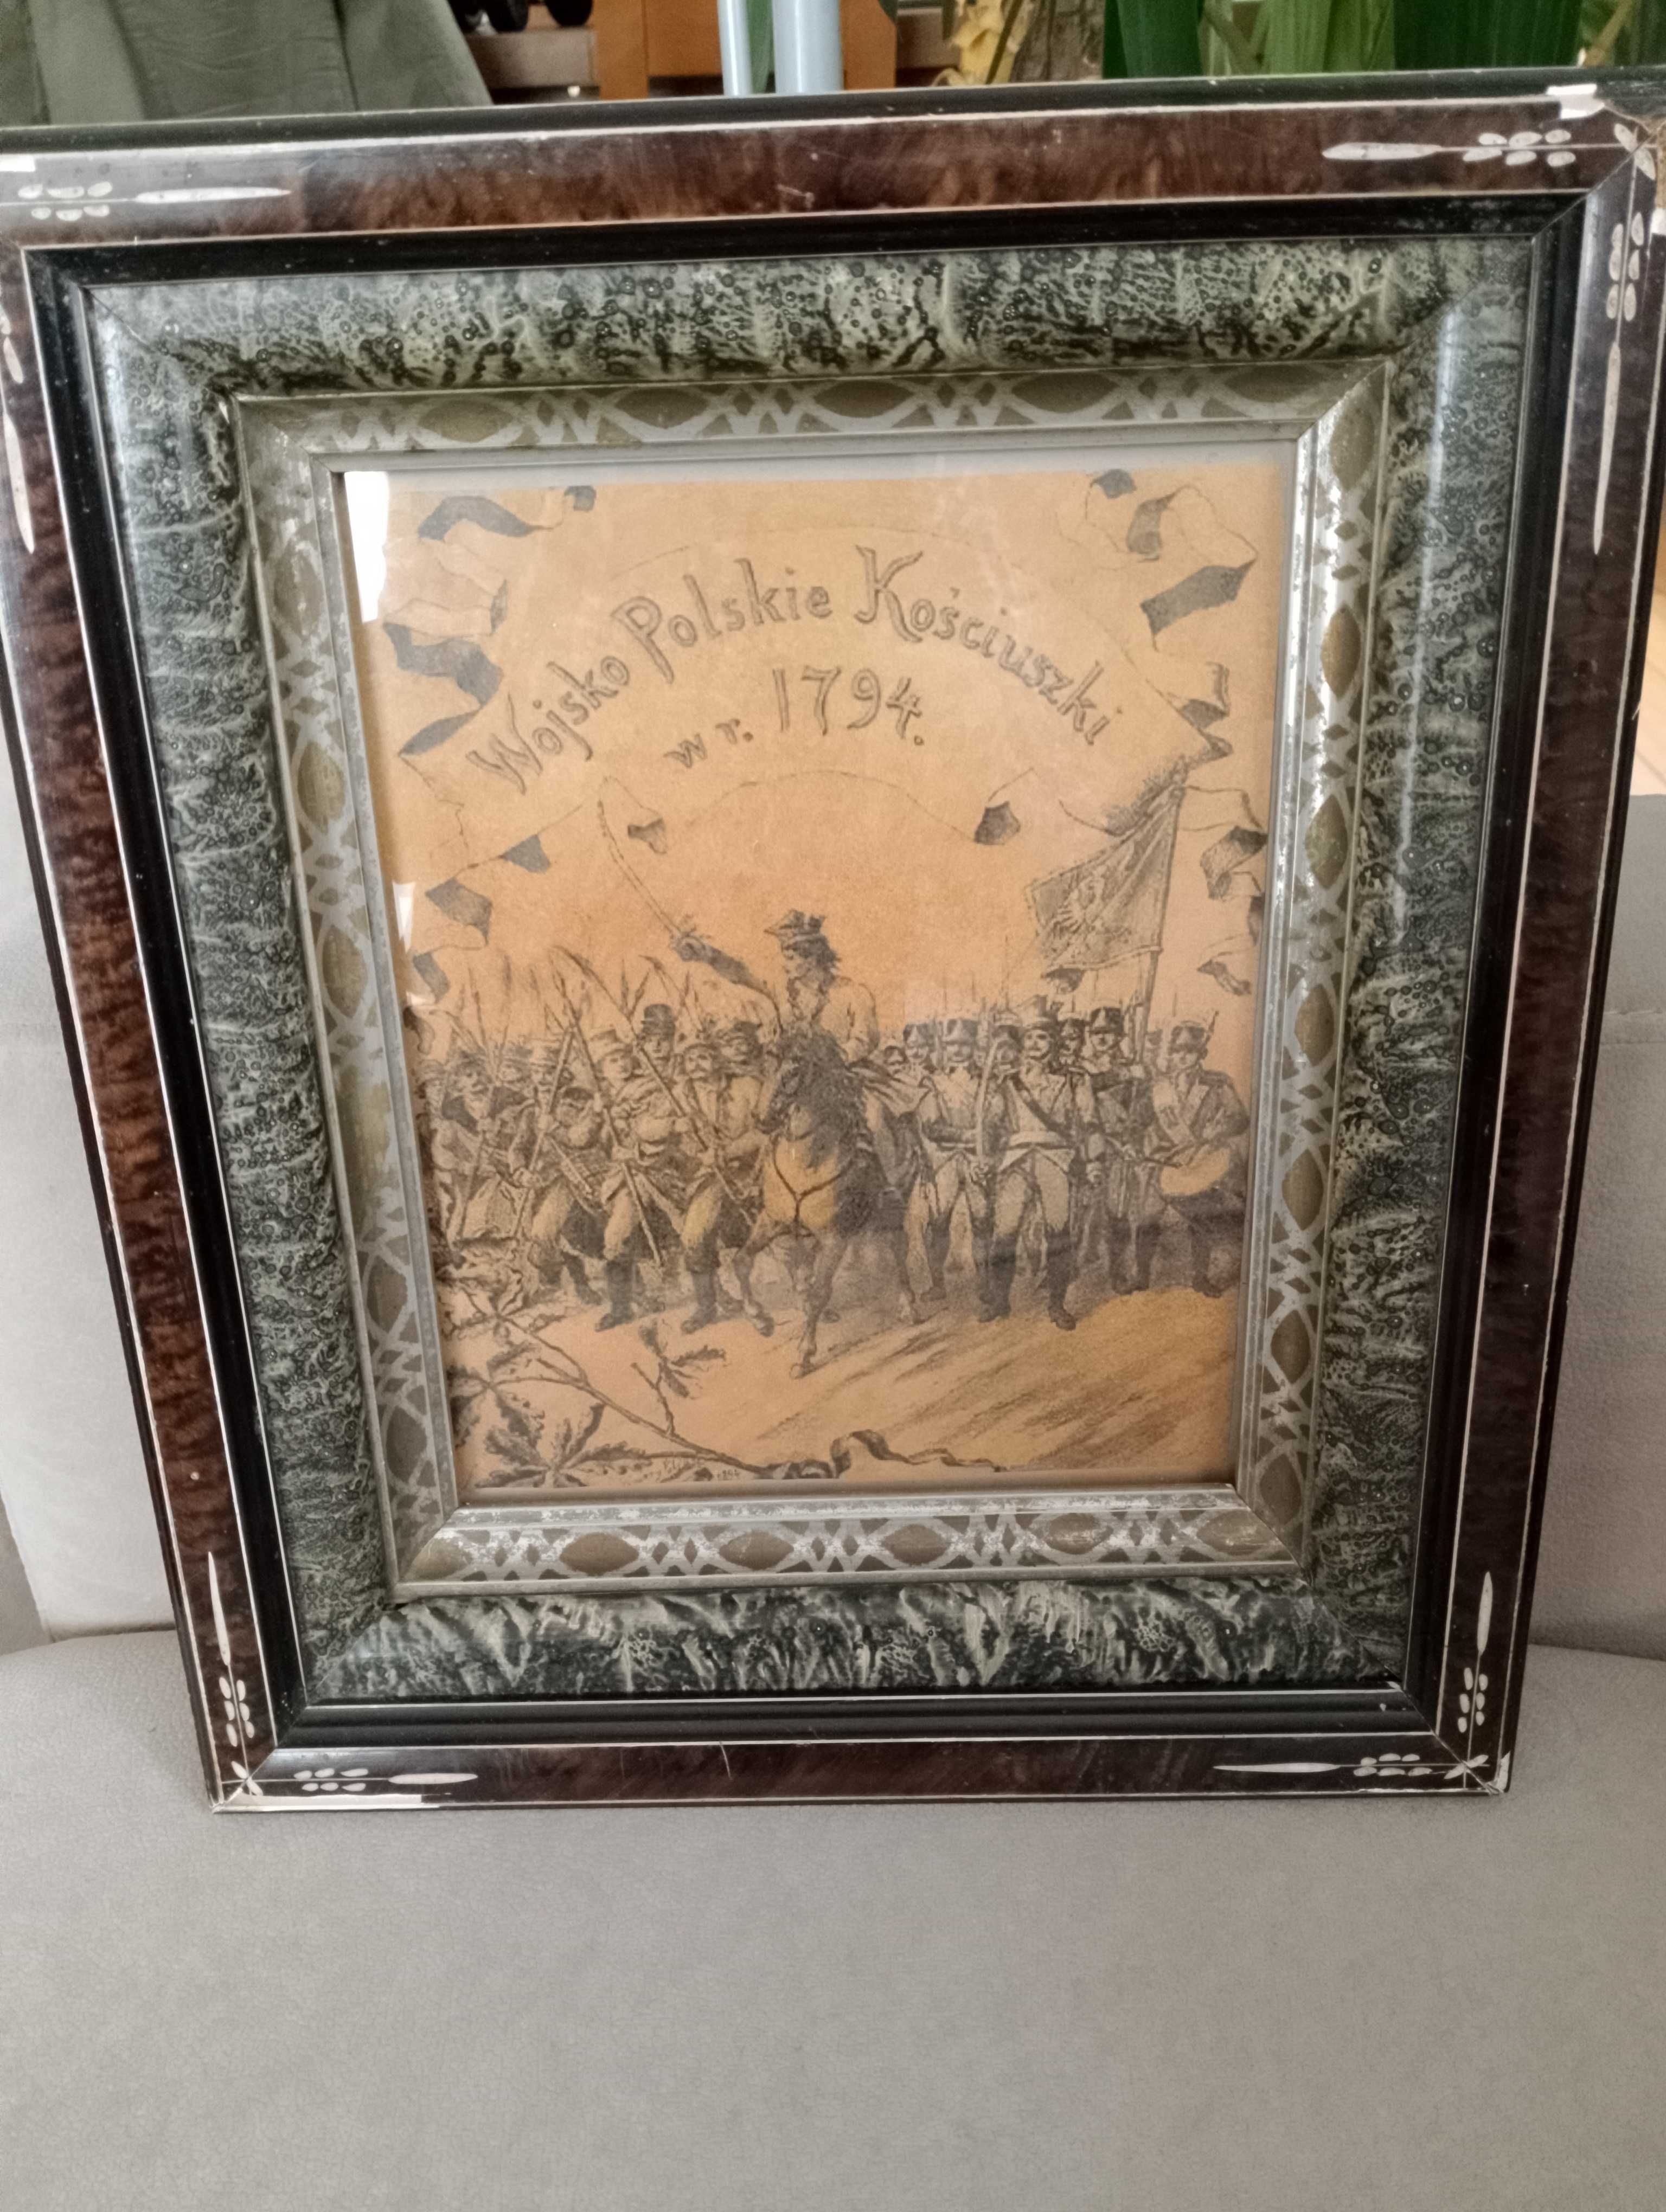 Wojsko Polskie Kościuszki
w r. 1794.